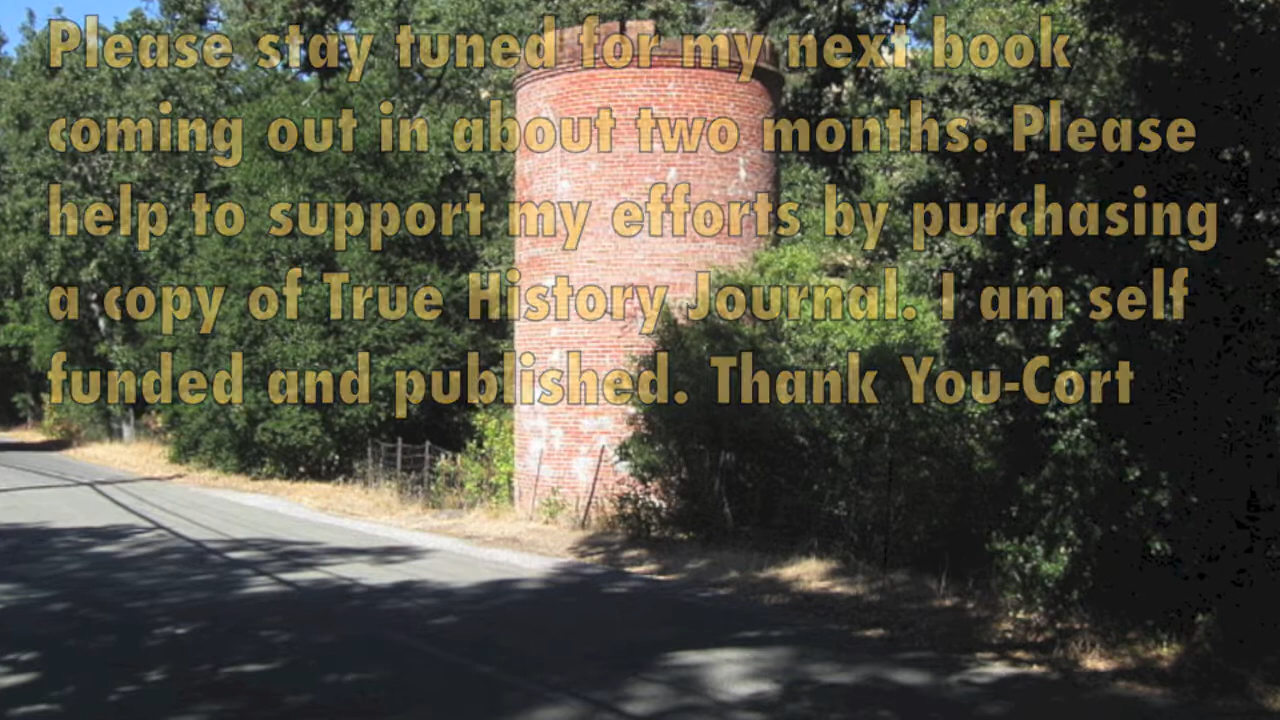 Please stay tuned for my next book
coming out in about two months. Please
help to support my efforts by purchasing
a copy of True History Journal. I am self
funded and published. Thank You-Cort